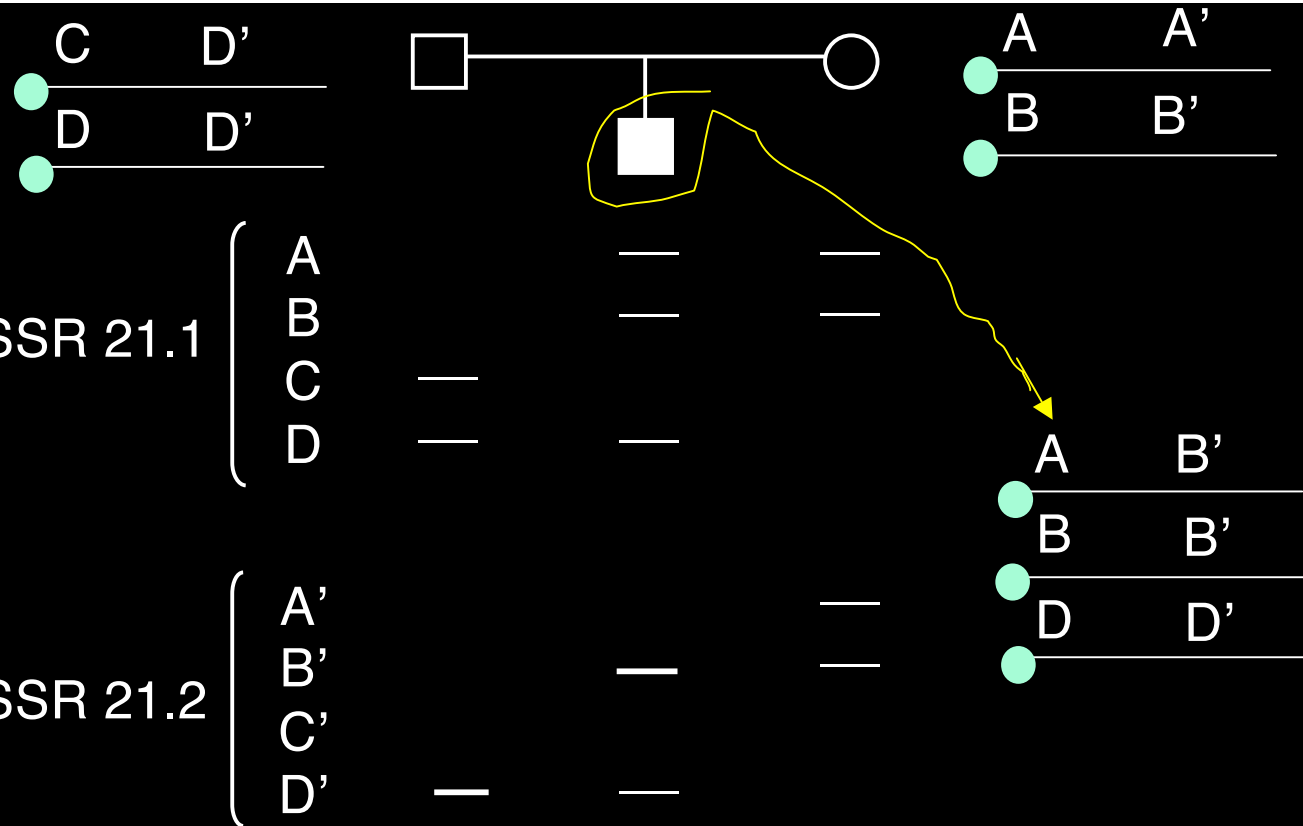 C D’
D D’
A A’
B B’
SSR 21.1
A
B
C
D
A B’
B B’
D D’
SSR 21.2
A’
B’
C’
D’